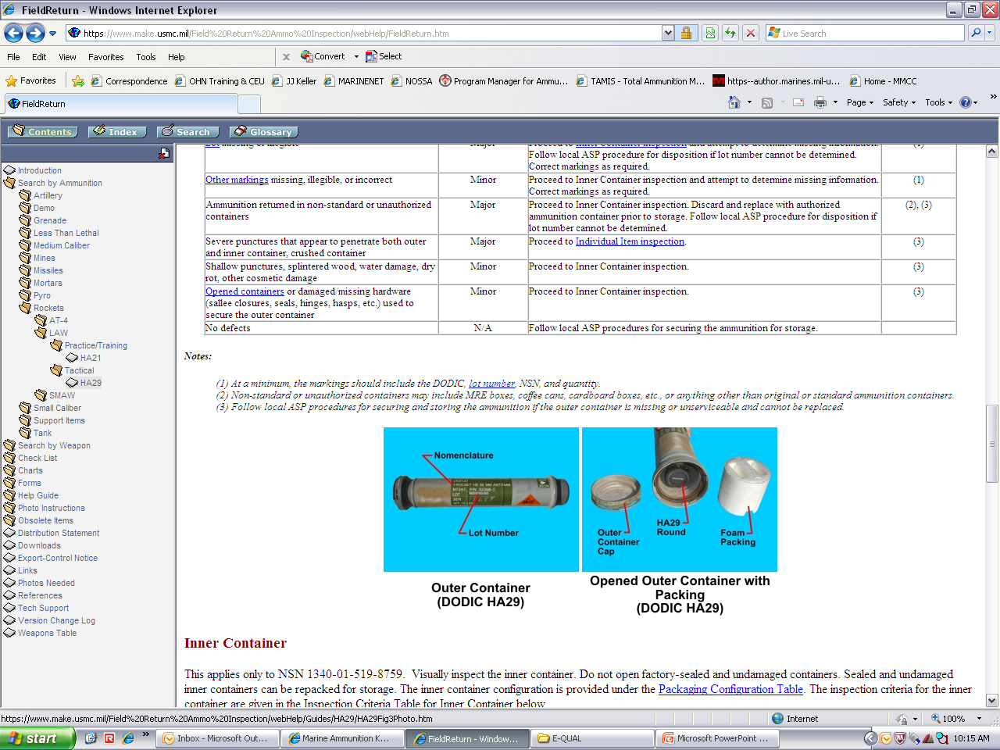 FieldReturn - Windows Internet Explorer
https://www.make.usmc.mil/Field%20Return%20Ammo%20Inspection/webHelp/FieldReturn.htm
Live Search
File Edit View Favorites Tools Help
x Convert Select
Favorites Correspondence OHN Training & CEU JJ Keller MARINENET NOSSA Program Manager for Ammu... TAMIS - Total Ammunition M... https--author.marines.mil-u... Home - MMCC
FieldReturn
Page Safety Tools
Contents Index Search Glossary
Introduction
Search by Ammunition
Artillery
Demo
Grenade
Less Than Lethal
Medium Caliber
Mines
Missiles
Mortars
Pyro
Rockets
AT-4
LAW
Practice/Training
HA21
Tactical
HA29
SMAW
Small Caliber
Support Items
Tank
Search by Weapon
Check List
Charts
Forms
Help Guide
Photo Instructions
Obsolete Items
Distribution Statement
Downloads
Export-Control Notice
Links
Photos Needed
References
Tech Support
Version Change Log
Weapons Table
Lot missing or illegible Major Proceed to Inner Container inspection and attempt to determine missing information. (1)
Follow local ASP procedure for disposition if lot number cannot be determined.
Correct markings as required.
Other markings missing, illegible, or incorrect Minor Proceed to Inner Container inspection and attempt to determine missing information. (1)
Correct markings as required.
Ammunition returned in non-standard or unauthorized Major Proceed to Inner Container inspection. Discard and replace with authorized (2), (3)
containers ammunition container prior to storage. Follow local ASP procedure for disposition if
lot number cannot be determined.
Severe punctures that appear to penetrate both outer Major Proceed to Individual Item inspection. (3)
and inner container, crushed container
Shallow punctures, splintered wood, water damage, dry Minor Proceed to Inner Container inspection. (3)
rot, other cosmetic damage
Opened containers or damaged/missing hardware Minor Proceed to Inner Container inspection. (3)
(sallee closures, seals, hinges, hasps, etc.) used to
secure the outer container
No defects N/A Follow local ASP procedures for securing the ammunition for storage.
Notes:
(1) At a minimum, the markings should include the DODIC, lot number, NSN, and quantity.
(2) Non-standard or unauthorized containers may include MRE boxes, coffee cans, cardboard boxes, etc., or anything other than original or standard ammunition containers.
(3) Follow local ASP procedures for securing and storing the ammunition if the outer container is missing or unserviceable and cannot be replaced.
Nomenclature
1-ROCKET HE 66 MM ANTITANK
LOT
Lot Number
Outer Container
(DODIC HA29)
Outer
Container
Cap
HA29
Round
Foam
Packing
Opened Outer Container with
Packing
(DODIC HA29)
Inner Container
This applies only to NSN 1340-01-519-8759. Visually inspect the inner container. Do not open factory-sealed and undamaged containers. Sealed and undamaged
inner containers can be repacked for storage. The inner container configuration is provided under the Packaging Configuration Table. The inspection criteria for the inner
container are given in the Inspection Criteria Table for Inner Container below.
https://www.make.usmc.mil/Field%20Return%20Ammo%20Inspection/webHelp/Guides/HA29/HA29Fig3Photo.htm
Internet 100%
start Inbox - Microsoft Out... Marine Ammunition K... FieldReturn - Window... E-QUAL Microsoft PowerPoint ... 10:15 AM